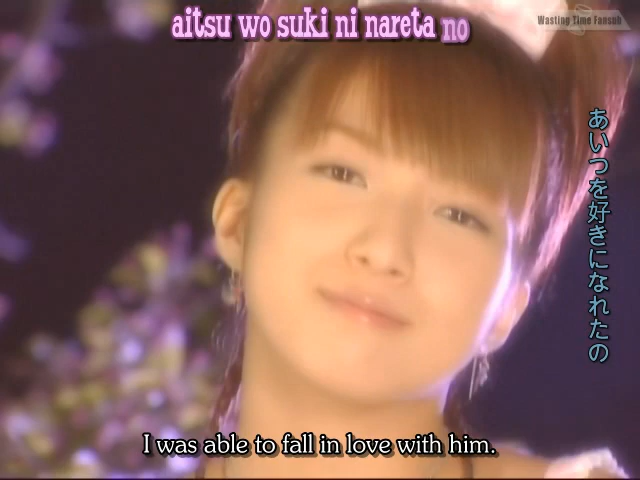 aitsu wo suki ni nareta no
Wasting Time Fansub
あいつを好きになれたの
I was able to fall in love with him.